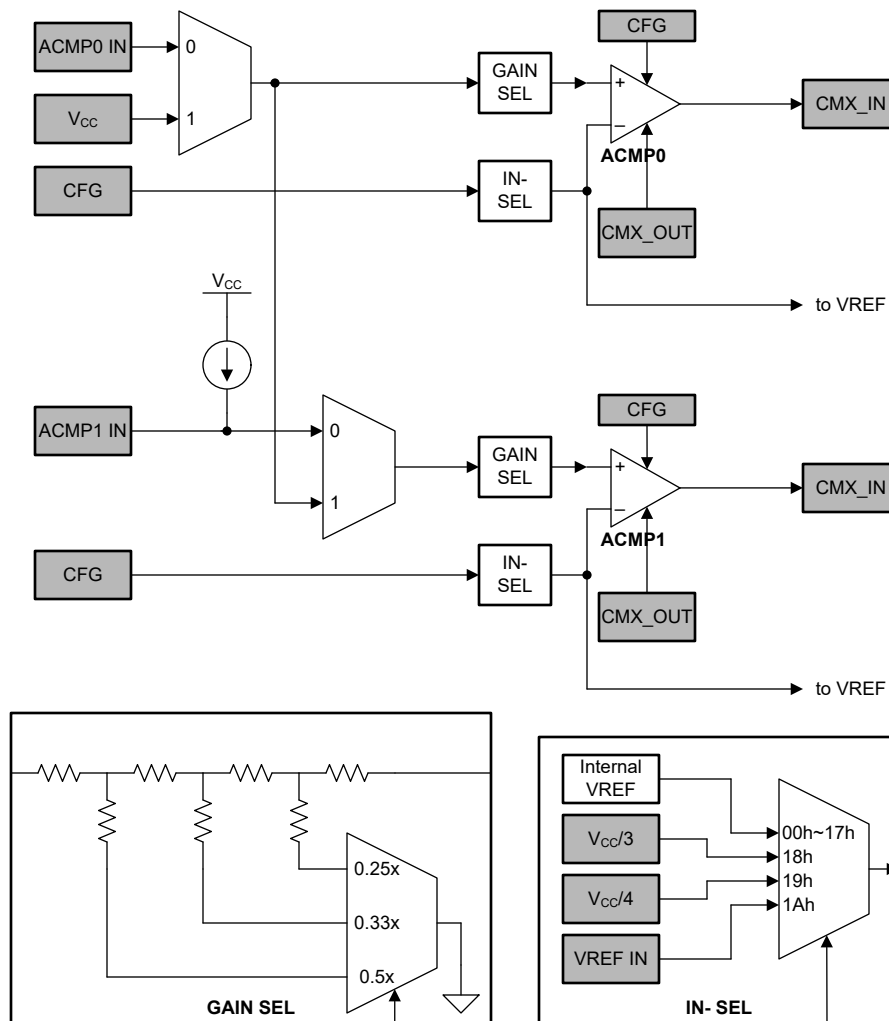 CFG
ACMP0 IN
0
GAIN
SEL
+
CMX_IN
VCC
1
–
ACMP0
CFG
IN-
SEL
CMX_OUT
VCC
to VREF
CFG
ACMP1 IN
0
GAIN
SEL
+
CMX_IN
1
–
ACMP1
CFG
IN-
SEL
CMX_OUT
to VREF
0.25x
0.33x
0.5x
GAIN SEL
Internal
VREF
00h~17h
VCC/3
18h
19h
VCC/4
1Ah
VREF IN
IN- SEL